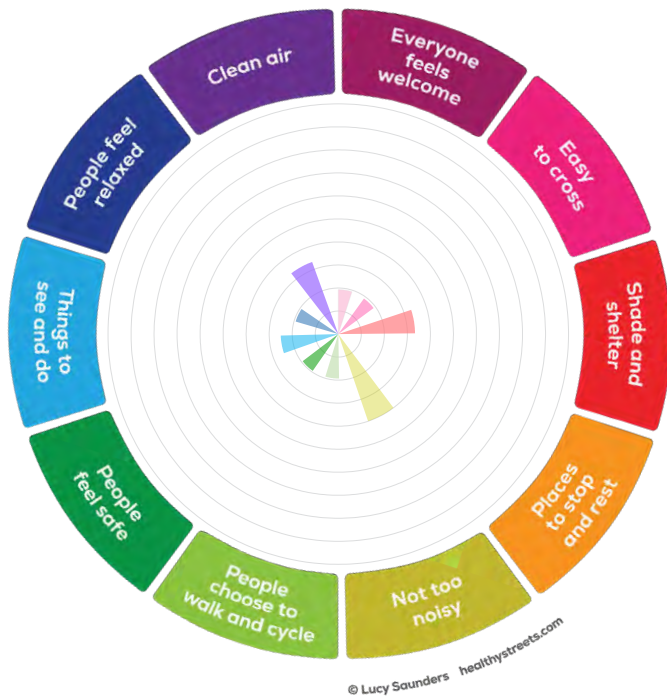 Everyone
feels
welcome
Easy
to cross
Shade and
shelter
Places
to stop
and rest
Not too
noisy
People
choose to
walk and cycle
People
feel safe
Things to
see and do
People feel
relaxed
Clean air
© Lucy Saunders healthystreets.com